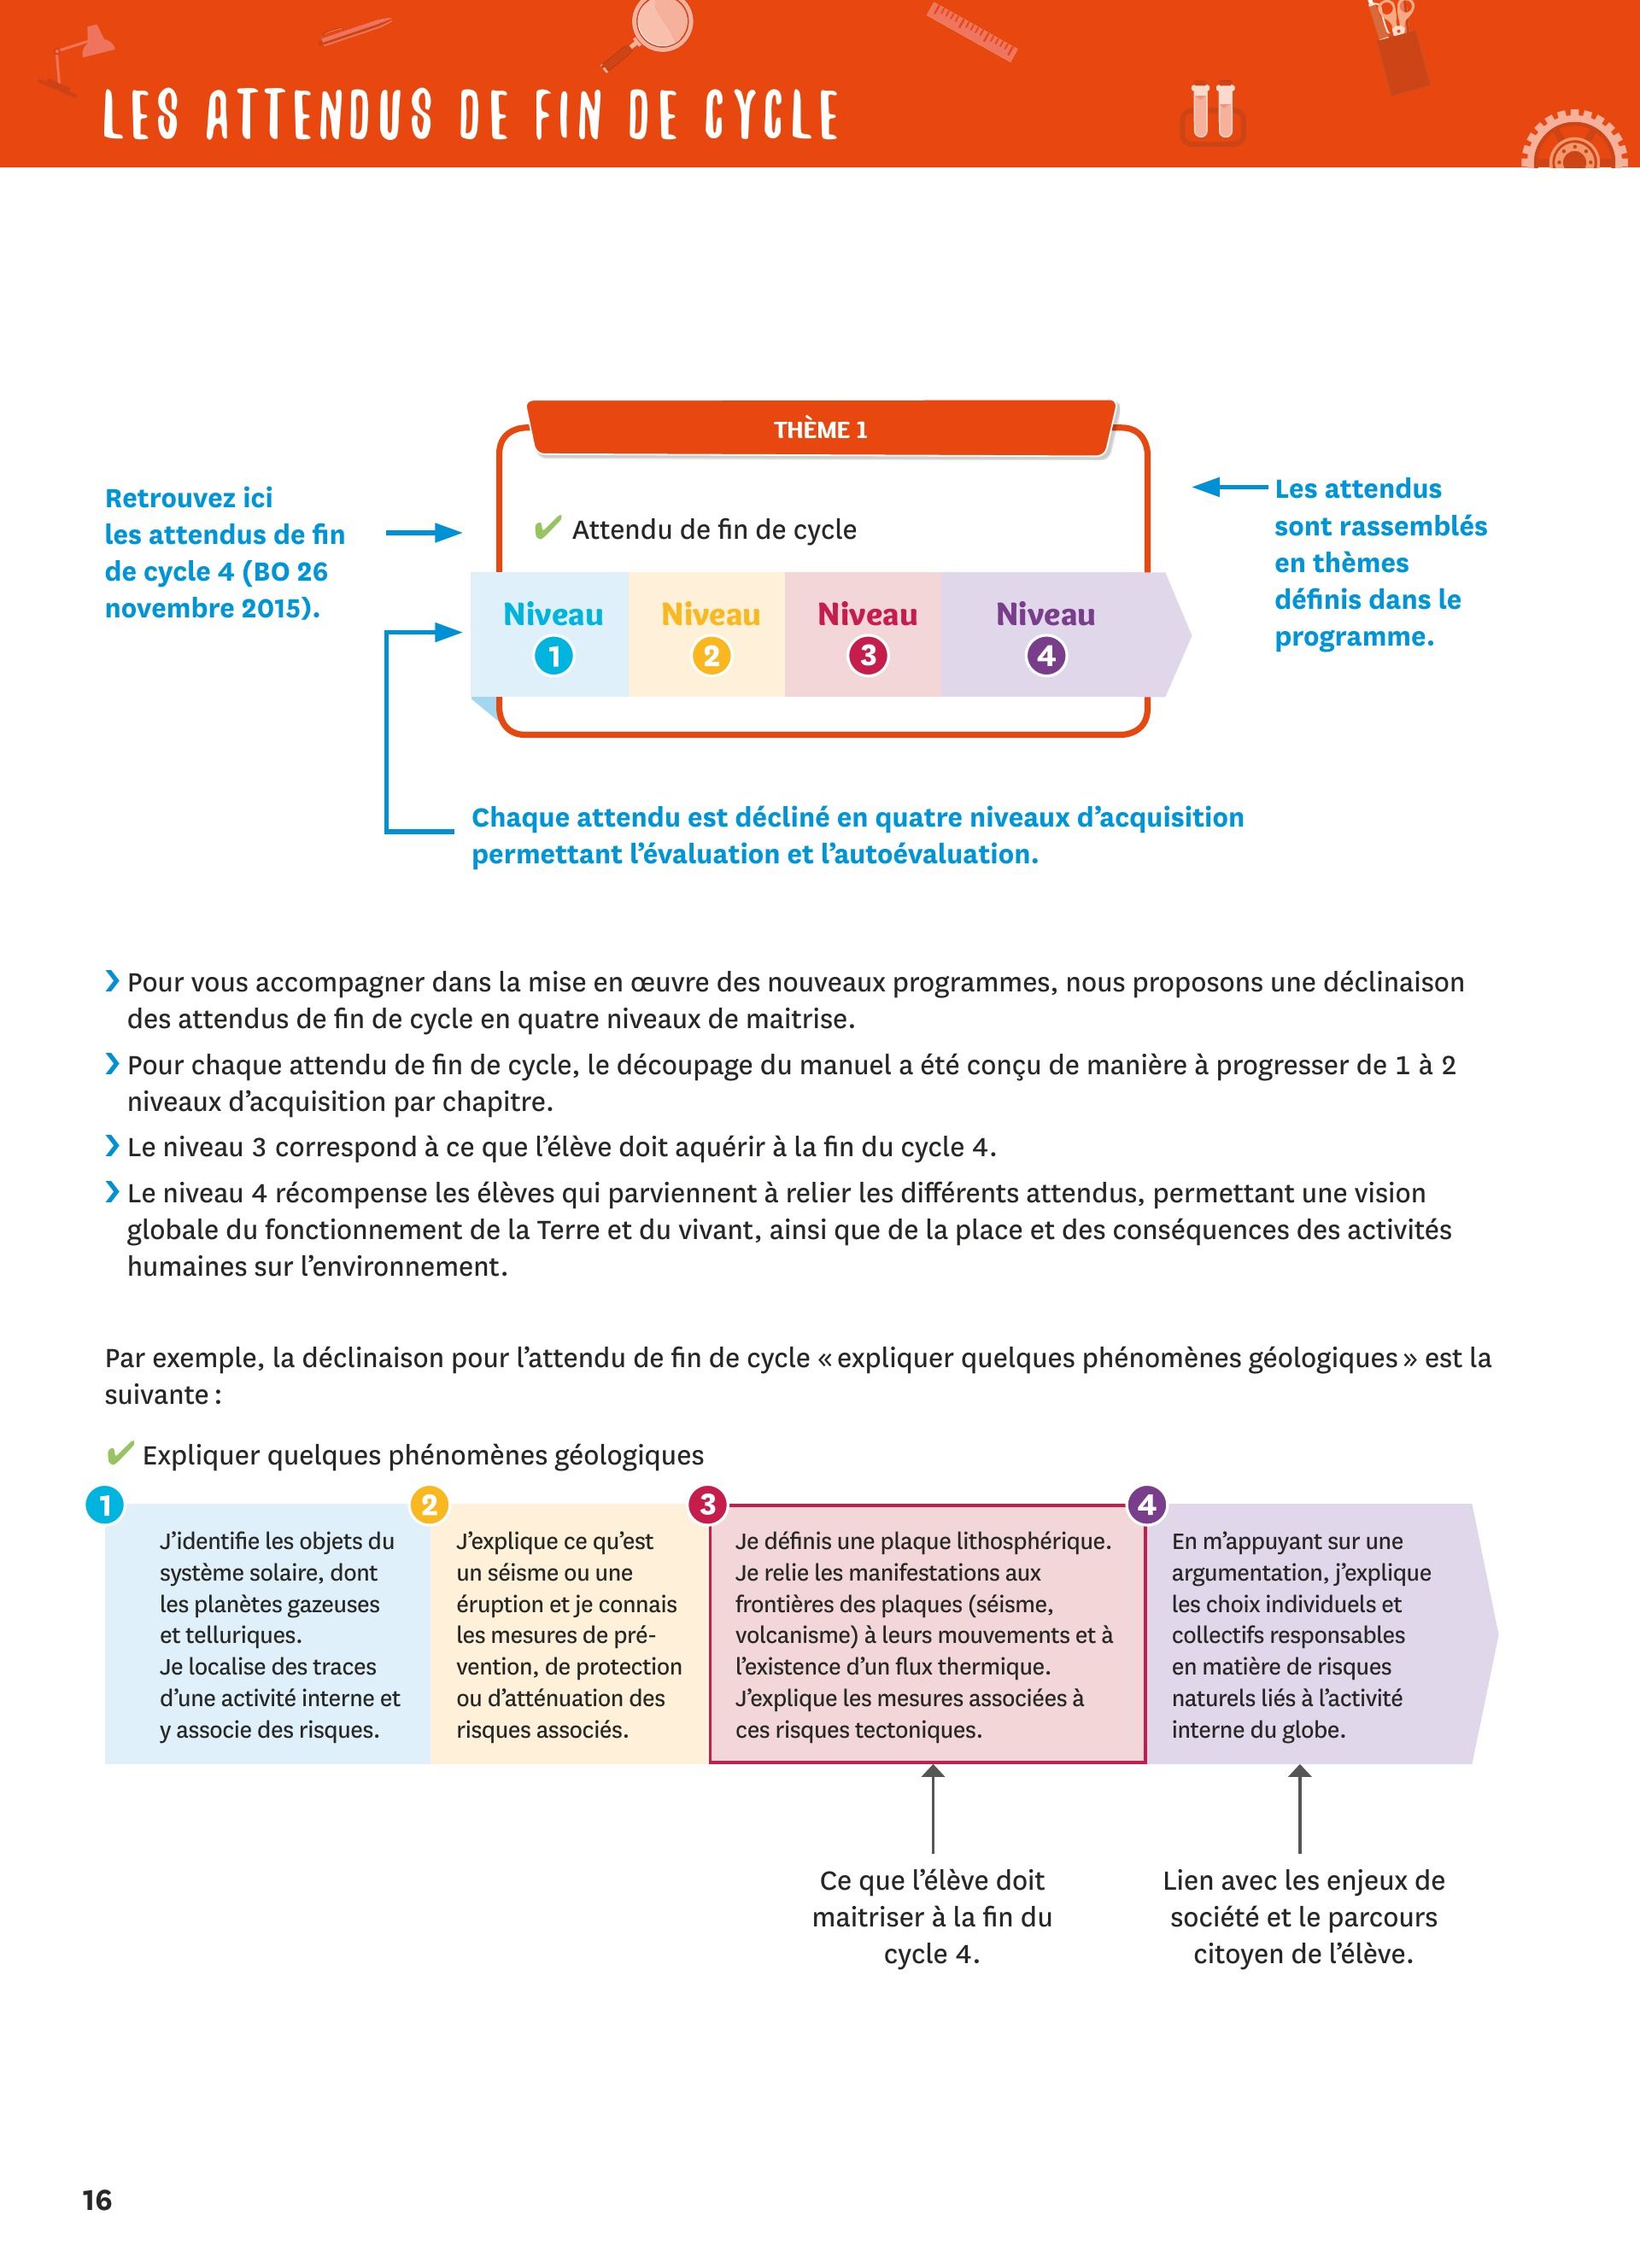 LES ATTENDUS DE FIN DE CYCLE
THÈME 1
Retrouvez ici
les attendus de fin
de cycle 4 (BO 26
novembre 2015).
✔ Attendu de fin de cycle
Les attendus
sont rassemblés
en thèmes
définis dans le
programme.
Niveau
1
Niveau
2
Niveau
3
Niveau
4
Chaque attendu est décliné en quatre niveaux d’acquisition
permettant l’évaluation et l’autoévaluation.
❯ Pour vous accompagner dans la mise en œuvre des nouveaux programmes, nous proposons une déclinaison
des attendus de fin de cycle en quatre niveaux de maitrise.
❯ Pour chaque attendu de fin de cycle, le découpage du manuel a été conçu de manière à progresser de 1 à 2
niveaux d’acquisition par chapitre.
❯ Le niveau 3 correspond à ce que l’élève doit aquérir à la fin du cycle 4.
❯ Le niveau 4 récompense les élèves qui parviennent à relier les différents attendus, permettant une vision
globale du fonctionnement de la Terre et du vivant, ainsi que de la place et des conséquences des activités
humaines sur l’environnement.
Par exemple, la déclinaison pour l’attendu de fin de cycle « expliquer quelques phénomènes géologiques » est la
suivante :
✔ Expliquer quelques phénomènes géologiques
1
J’identifie les objets du
système solaire, dont
les planètes gazeuses
et telluriques.
Je localise des traces
d’une activité interne et
y associe des risques.
2
J’explique ce qu’est
un séisme ou une
éruption et je connais
les mesures de pré-
vention, de protection
ou d’atténuation des
risques associés.
3
Je définis une plaque lithosphérique.
Je relie les manifestations aux
frontières des plaques (séisme,
volcanisme) à leurs mouvements et à
l’existence d’un flux thermique.
J’explique les mesures associées à
ces risques tectoniques.
4
En m’appuyant sur une
argumentation, j’explique
les choix individuels et
collectifs responsables
en matière de risques
naturels liés à l’activité
interne du globe.
Ce que l’élève doit
maitriser à la fin du
cycle 4.
Lien avec les enjeux de
société et le parcours
citoyen de l’élève.
16